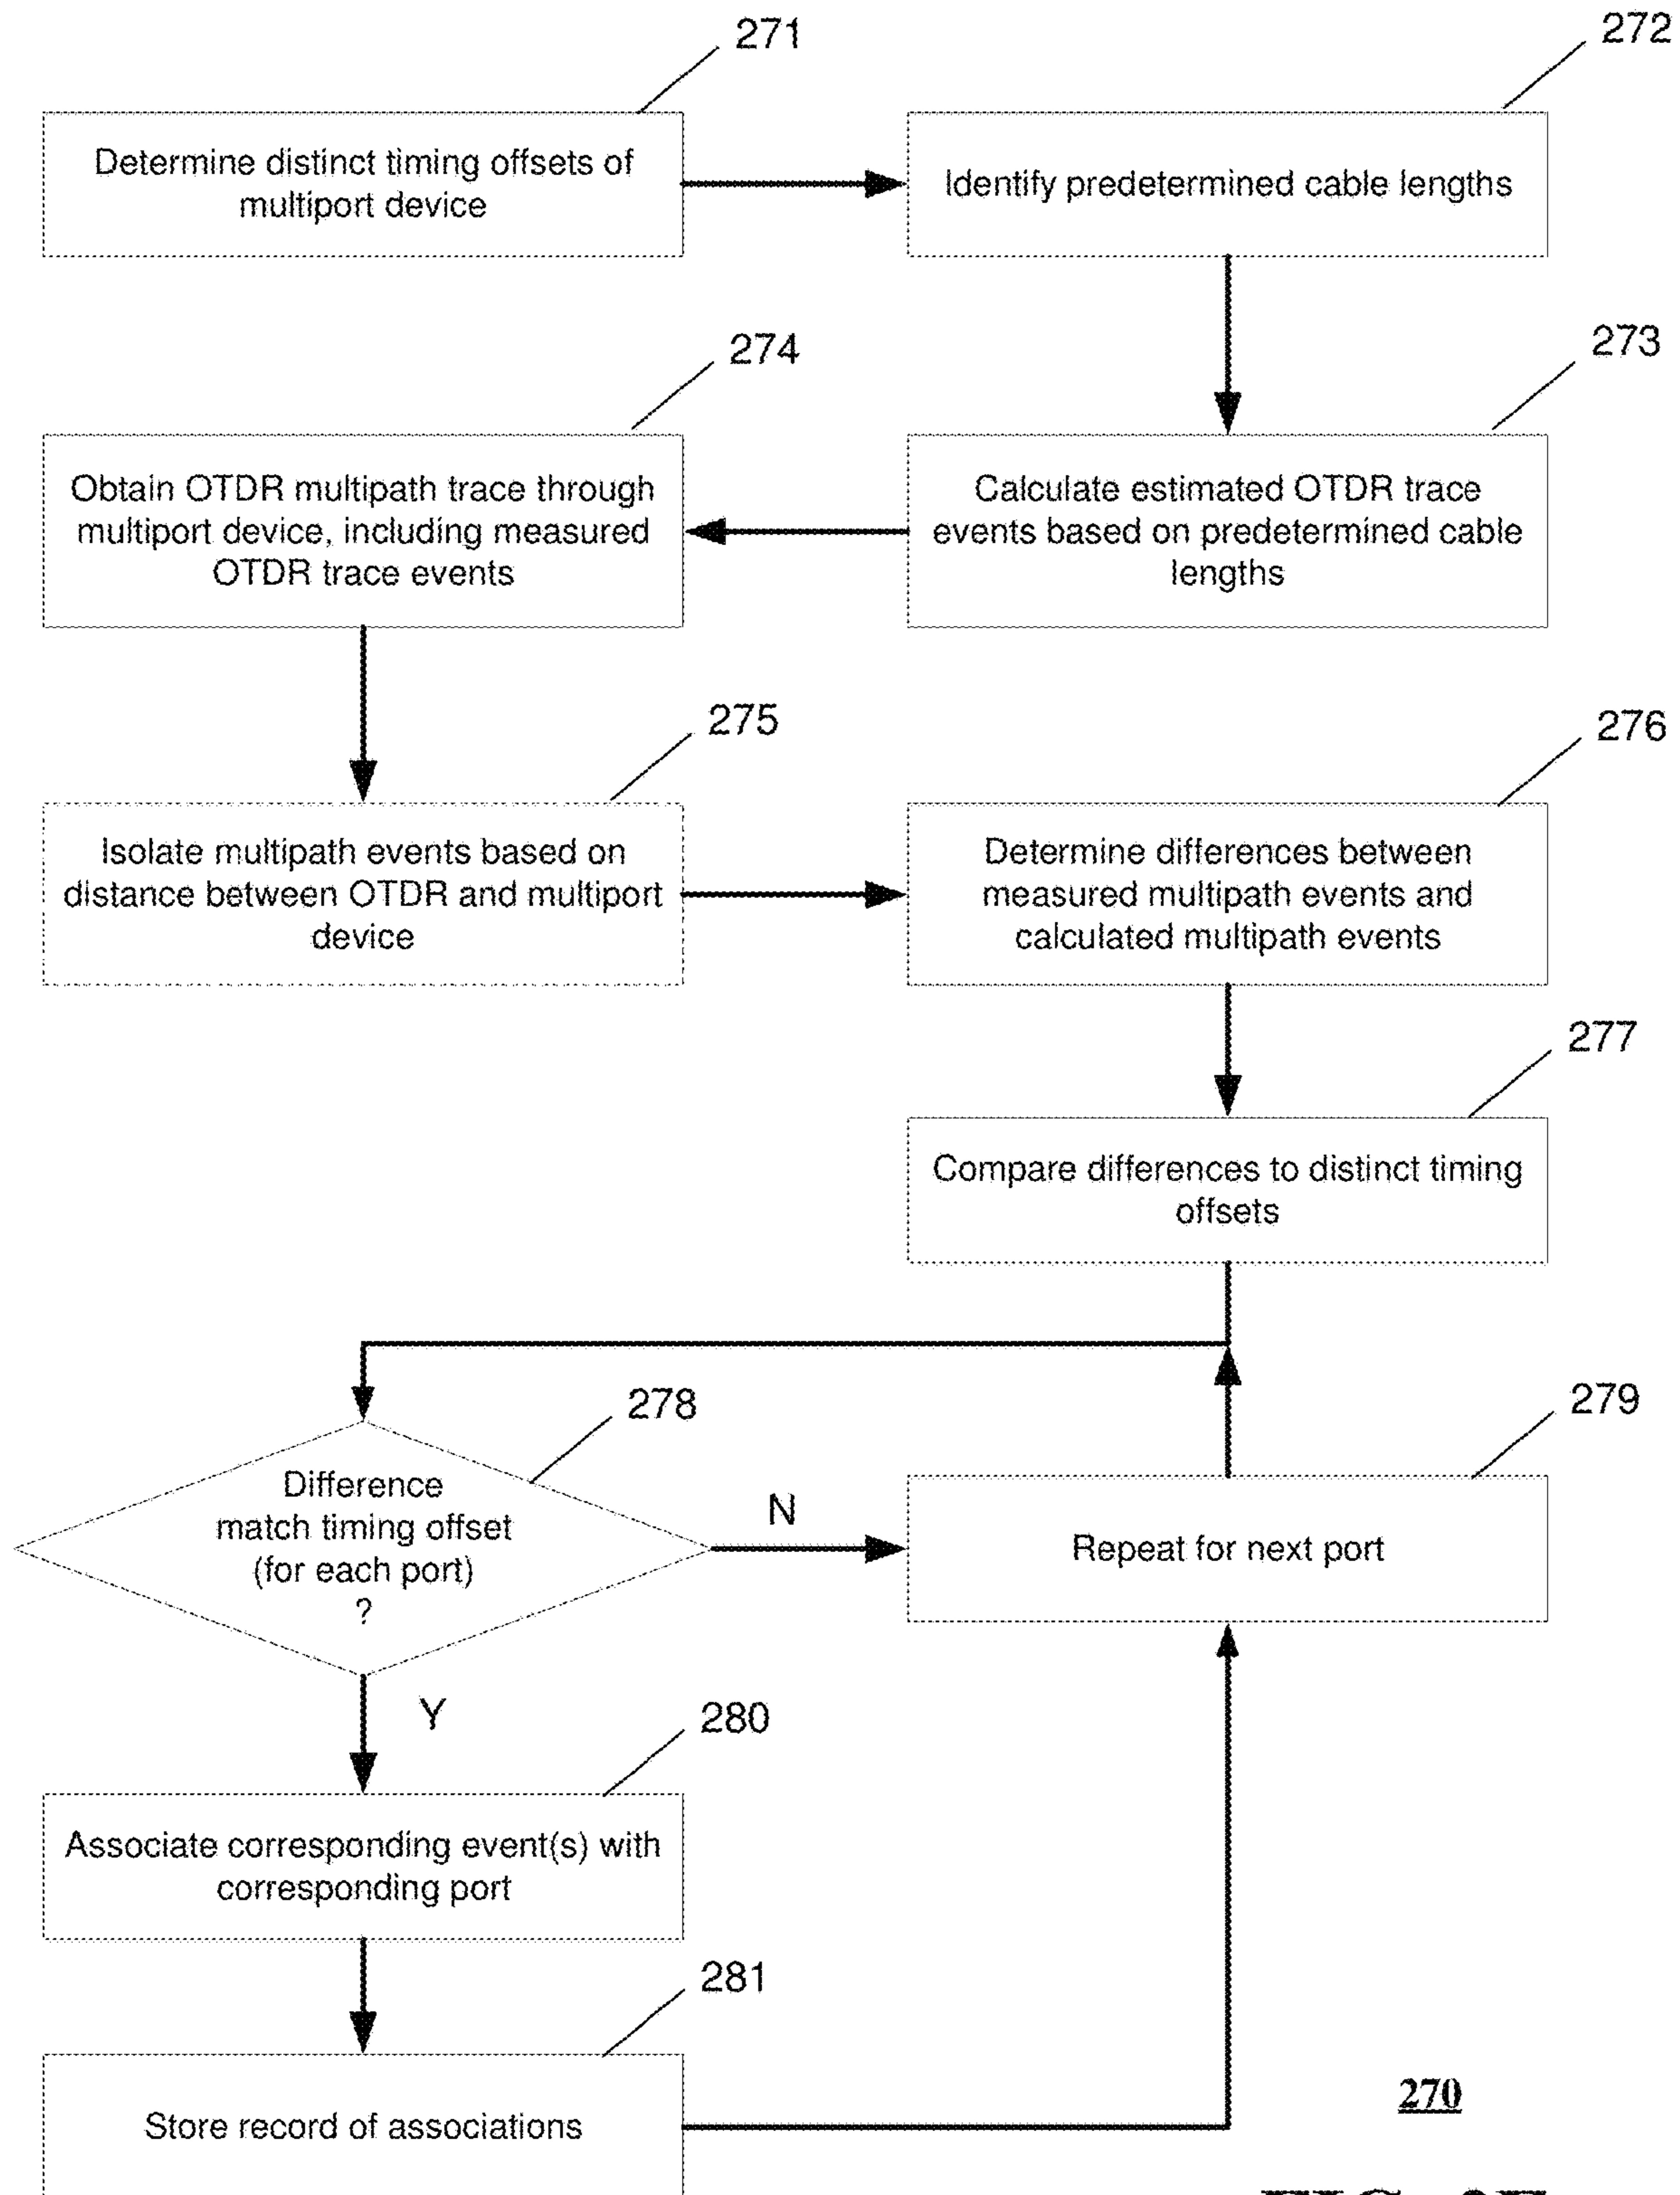 271
Determine distinct timing offsets of
multiport device
272
Identify predetermined cable lengths
274
Obtain OTDR multipath trace through
multiport device, including measured
OTDR trace events
273
Calculate estimated OTDR trace
events based on predetermined cable
lengths
275
Isolate multipath events based on
distance between OTDR and multiport
device
276
Determine differences between
measured multipath events and
calculated multipath events
277
Compare differences to distinct timing
offsets
278
Difference
match timing offset
(for each port)
?
N
279
Repeat for next port
Y
280
Associate corresponding event(s) with
corresponding port
281
Store record of associations
270